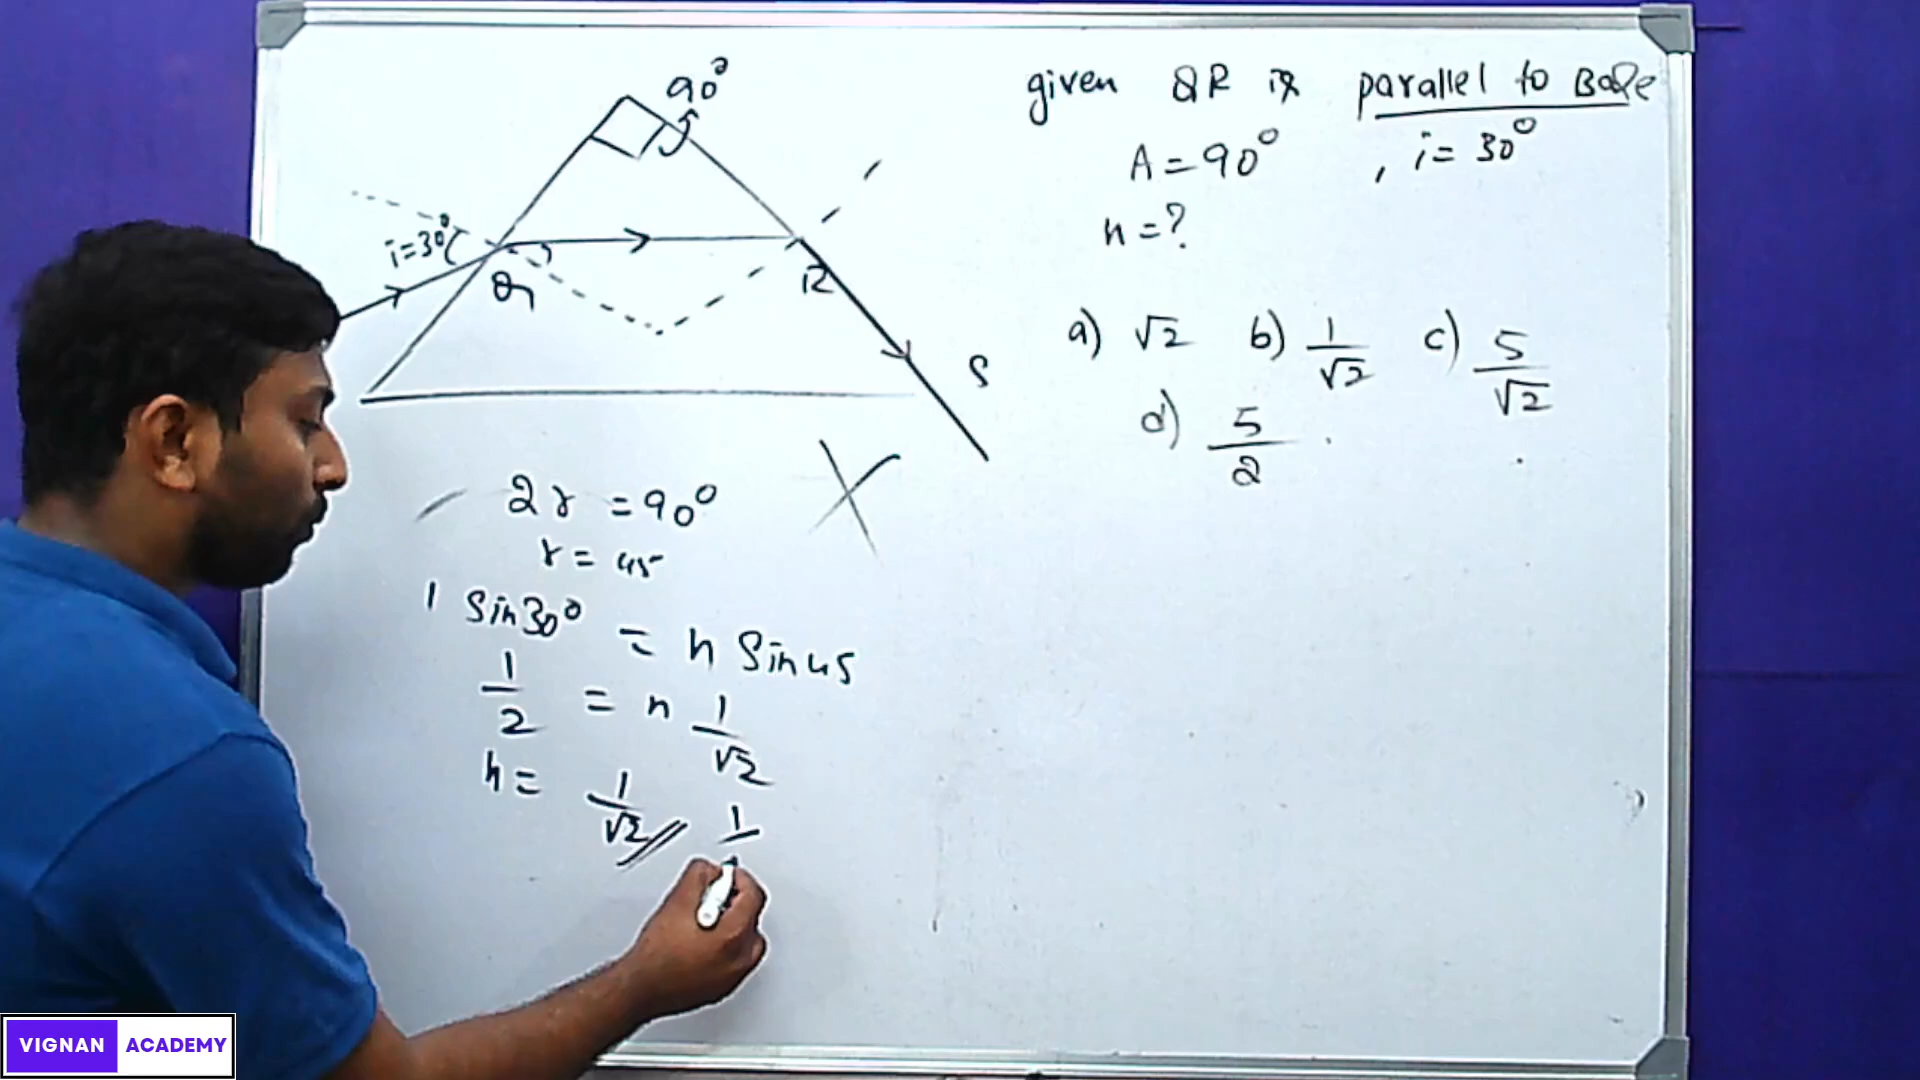 given QR is parallel to Base
A = 90° , i = 30°
n = ?
a) √2 b) 1/√2 c) 5/√2
d) 5/2
90°
i=30°
Q
R
S
2r = 90°
r = 45
1 Sin30° = n Sin45
1/2 = n 1/√2
n = 1/√2
1
VIGNAN ACADEMY